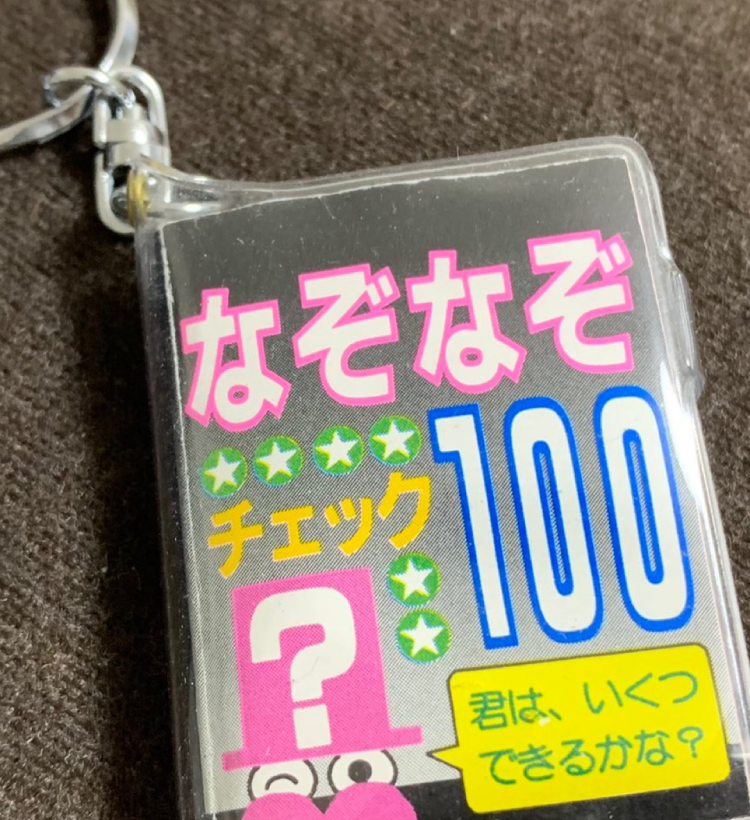 なぞなぞ
チェック
100
?
君は、いくつ
できるかな？